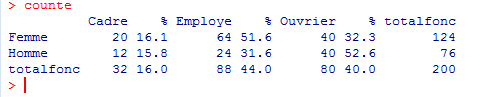 > counte
Cadre % Employe % Ouvrier % totalfonc
Femme 20 16.1 64 51.6 40 32.3 124
Homme 12 15.8 24 31.6 40 52.6 76
totalfonc 32 16.0 88 44.0 80 40.0 200
>